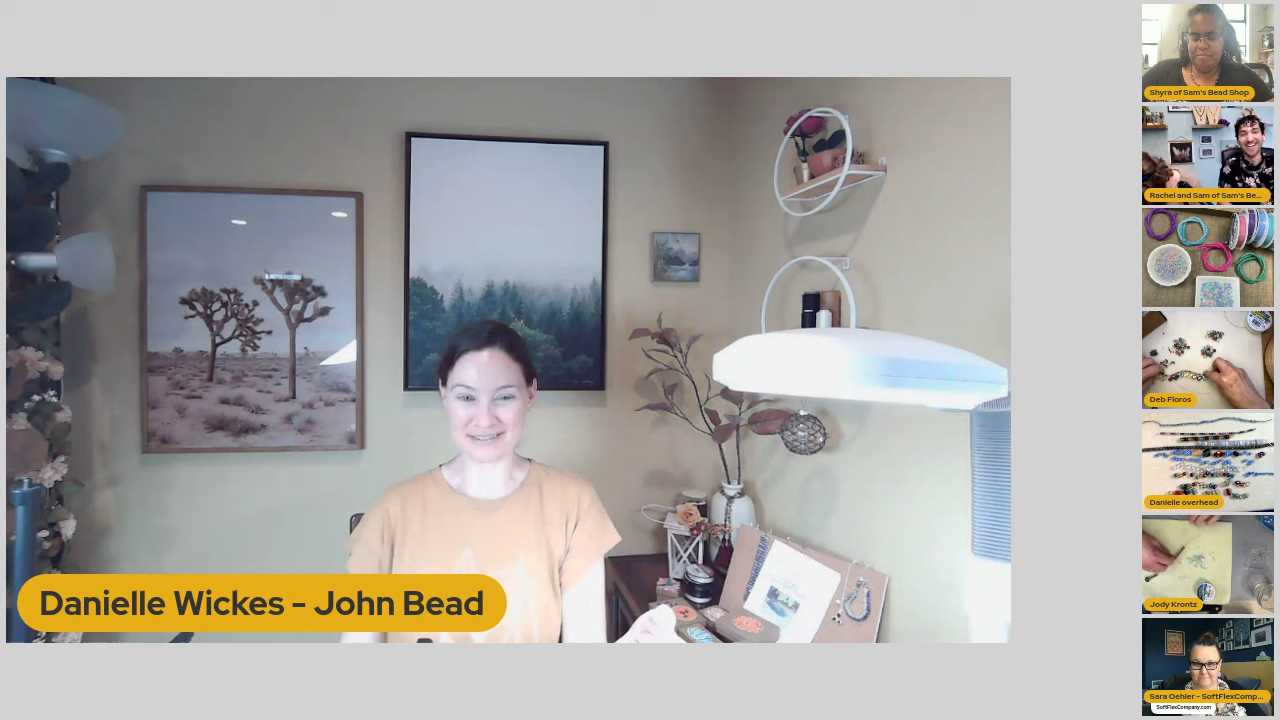 Danielle Wickes - John Bead
Shyra of Sam's Bead Shop
Rachel and Sam of Sam's Be...
Deb Floros
Danielle overhead
Jody Krontz
Sara Oehler - SoftFlexComp...
SoftFlexCompany.com